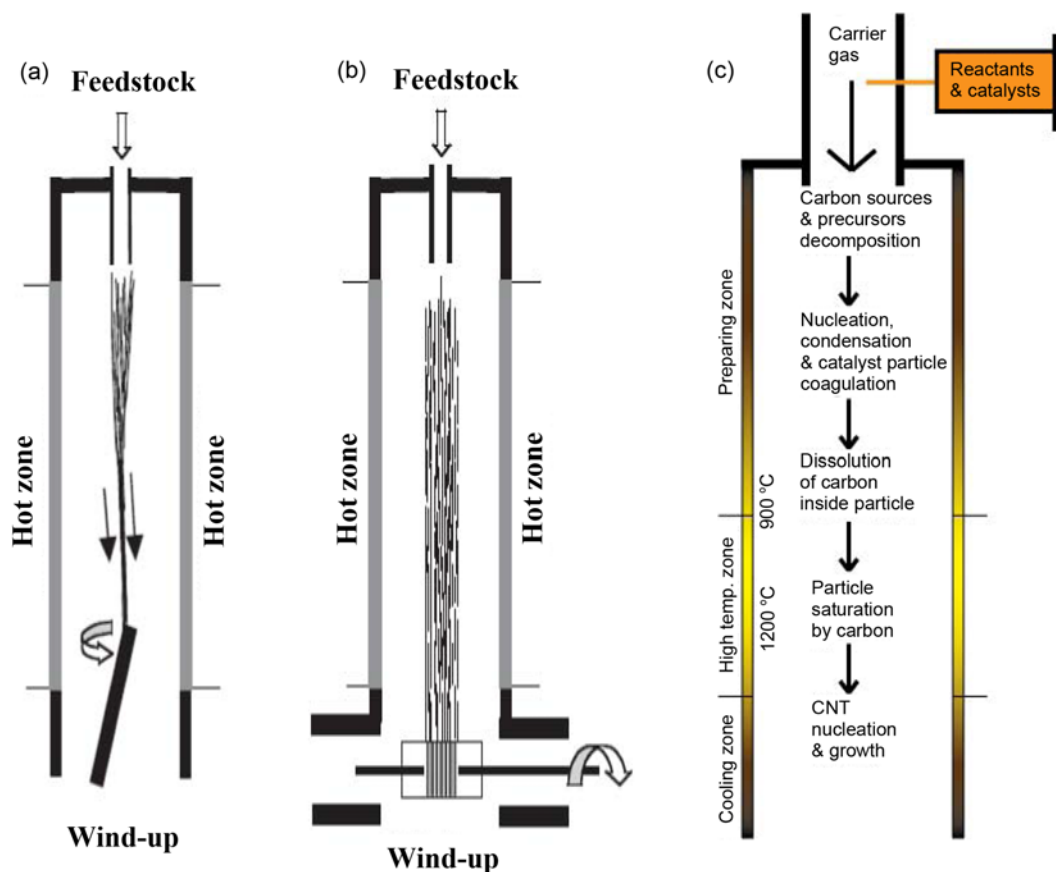 (a)
Feedstock
Hot zone
Hot zone
Wind-up
(b)
Feedstock
Hot zone
Hot zone
Wind-up
(c)
Carrier
gas
Reactants
& catalysts
Carbon sources
& precursors
decomposition
Nucleation,
condensation
& catalyst particle
coagulation
Dissolution
of carbon
inside particle
Particle
saturation
by carbon
CNT
nucleation
& growth
Preparing zone
900 °C
High temp. zone
1200 °C
Cooling zone